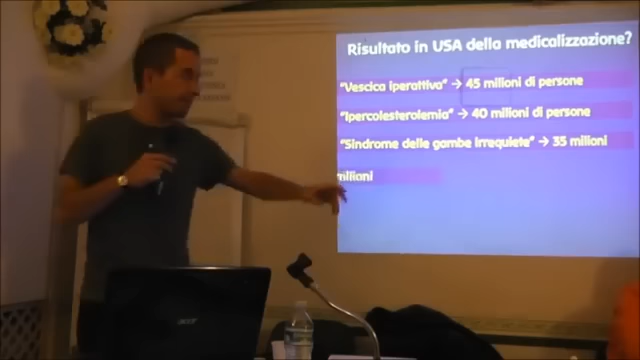 Risultato in USA della medicalizzazione?
"Vescica iperattiva" → 45 milioni di persone
"Ipercolesterolemia" → 40 milioni di persone
"Sindrome delle gambe irrequiete" → 35 milioni
milioni
acer